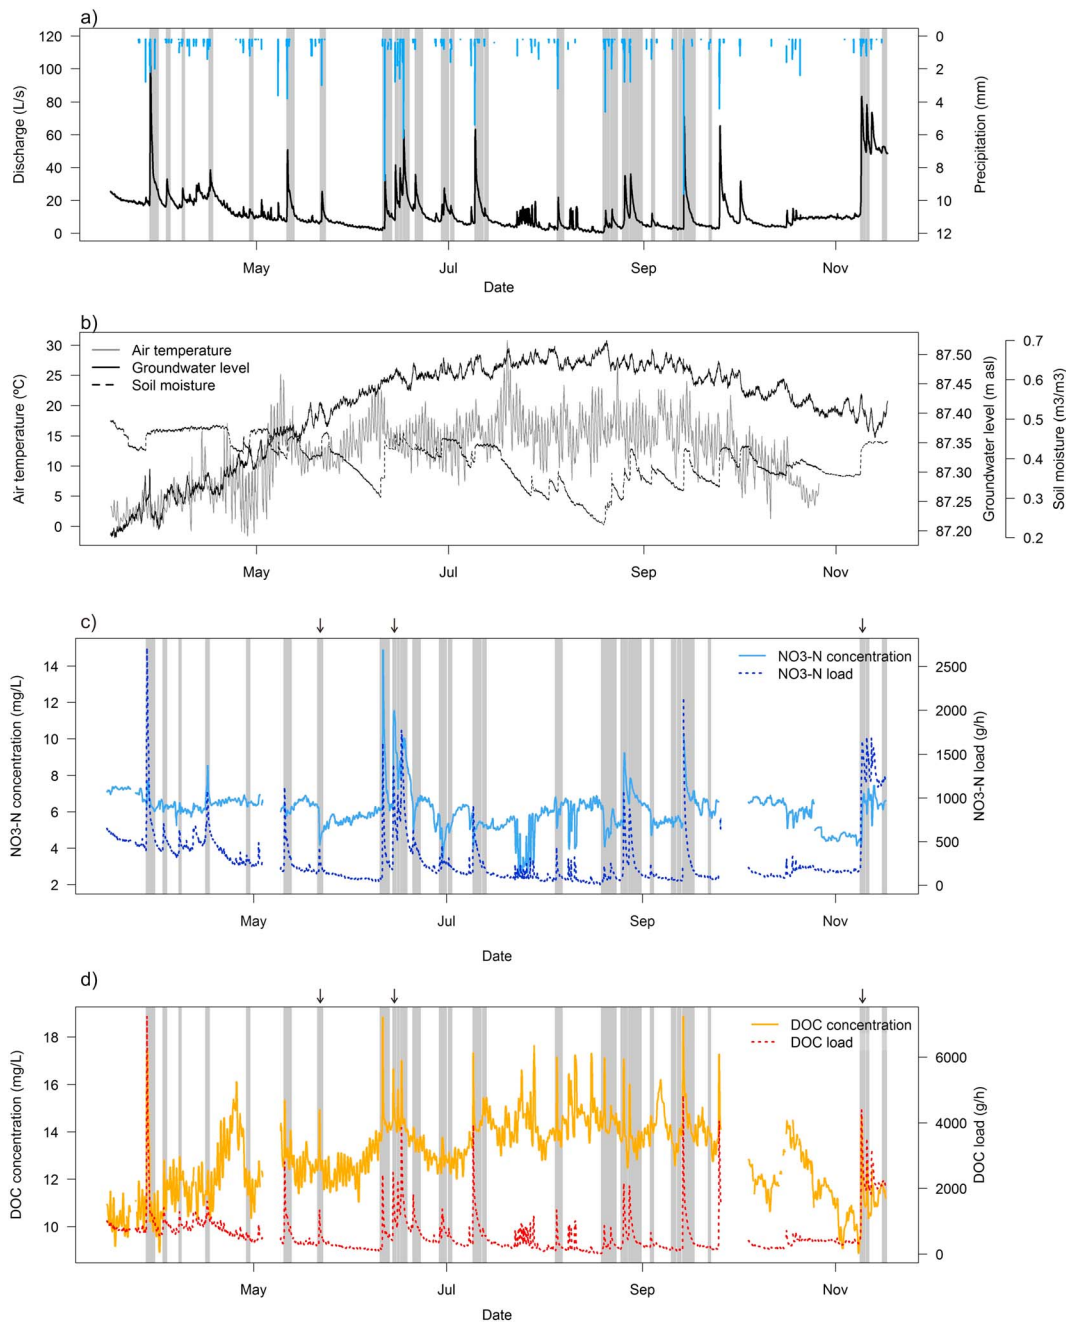 a)
120
100
80
60
40
20
0
Discharge (L/s)
0
2
4
6
8
10
12
Precipitation (mm)
May
Jul
Sep
Nov
Date
b)
Air temperature
Groundwater level
Soil moisture
30
25
20
15
10
5
0
Air temperature (ºC)
87.50
87.45
87.40
87.35
87.30
87.25
87.20
Groundwater level (m asl)
0.7
0.6
0.5
0.4
0.3
0.2
Soil moisture (m3/m3)
May
Jul
Sep
Nov
Date
c)
NO3-N concentration
NO3-N load
14
12
10
8
6
4
2
NO3-N concentration (mg/L)
2500
2000
1500
1000
500
0
NO3-N load (g/h)
May
Jul
Sep
Nov
Date
d)
DOC concentration
DOC load
18
16
14
12
10
DOC concentration (mg/L)
6000
4000
2000
0
DOC load (g/h)
May
Jul
Sep
Nov
Date